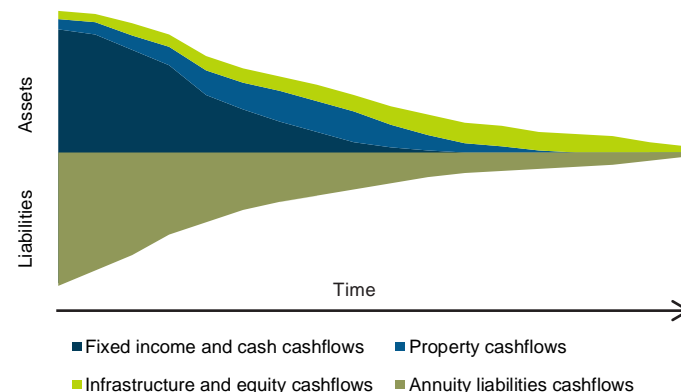 Assets
Liabilities
Time
Fixed income and cash cashflows
Property cashflows
Infrastructure and equity cashflows
Annuity liabilities cashflows